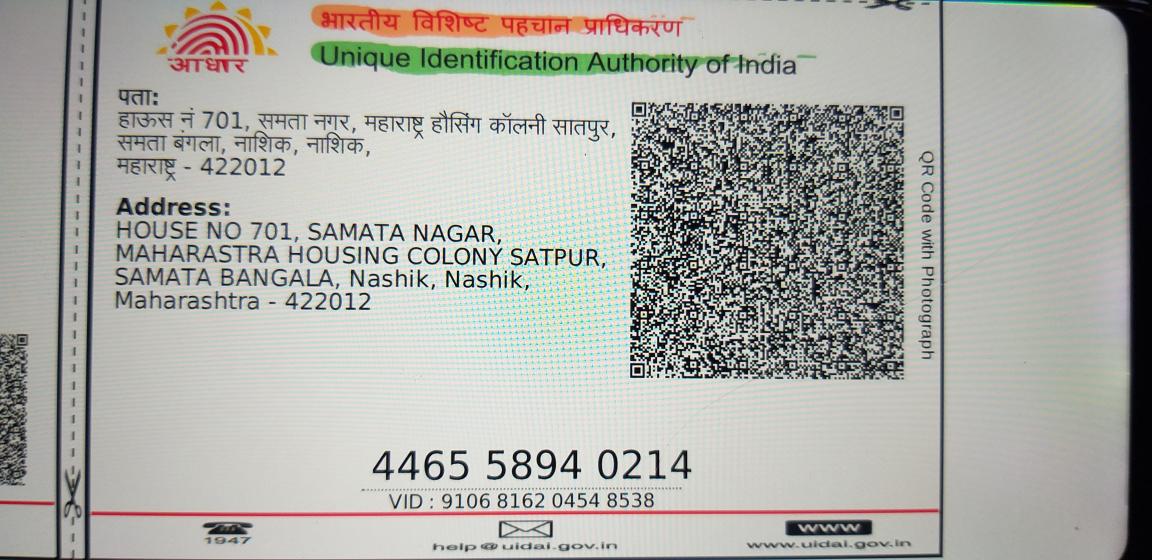 आधार
भारतीय विशिष्ट पहचान प्राधिकरण
Unique Identification Authority of India
पता:
हाऊस नं 701, समता नगर, महाराष्ट्र हौसिंग कॉलनी सातपुर,
समता बंगला, नाशिक, नाशिक,
महाराष्ट्र - 422012
Address:
HOUSE NO 701, SAMATA NAGAR,
MAHARASTRA HOUSING COLONY SATPUR,
SAMATA BANGALA, Nashik, Nashik,
Maharashtra - 422012
QR Code with Photograph
4465 5894 0214
VID : 9106 8162 0454 8538
1947
help@uidai.gov.in
WWW
www.uidai.gov.in